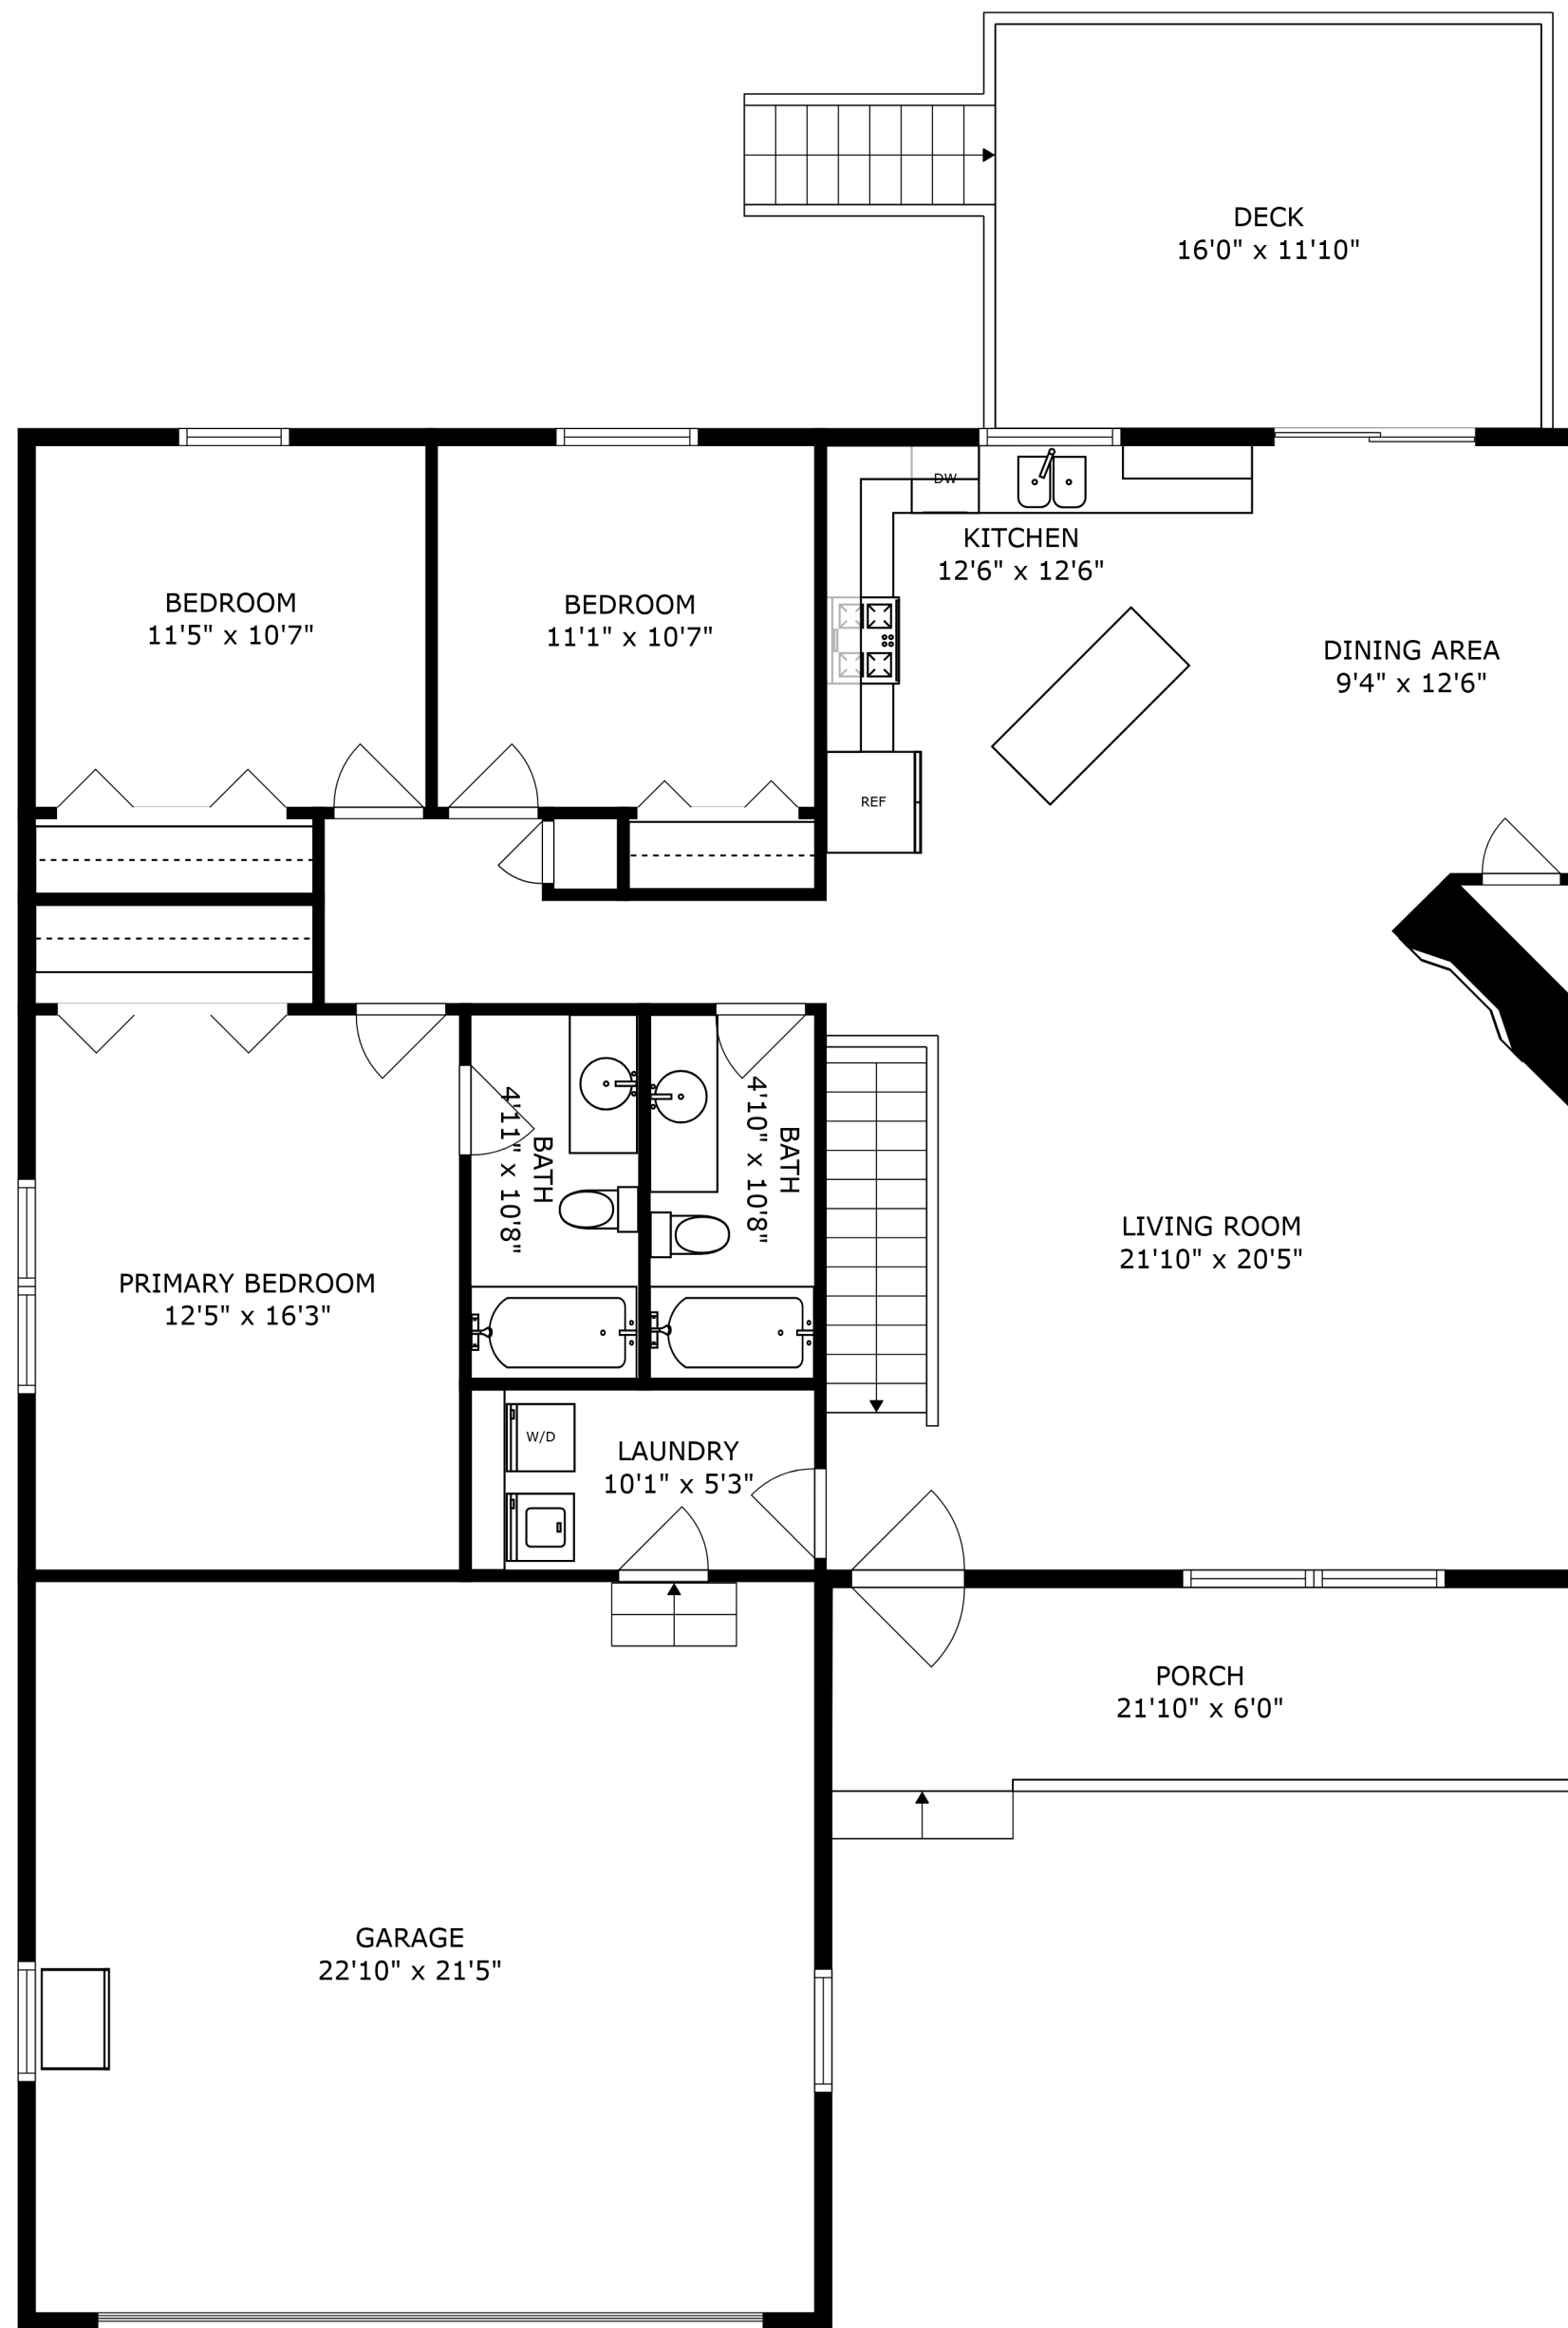 DECK
16'0" x 11'10"
DW
KITCHEN
12'6" x 12'6"
BEDROOM
11'5" x 10'7"
BEDROOM
11'1" x 10'7"
DINING AREA
9'4" x 12'6"
REF
BATH
4'11" x 10'8"
BATH
4'10" x 10'8"
LIVING ROOM
21'10" x 20'5"
PRIMARY BEDROOM
12'5" x 16'3"
W/D
LAUNDRY
10'1" x 5'3"
PORCH
21'10" x 6'0"
GARAGE
22'10" x 21'5"